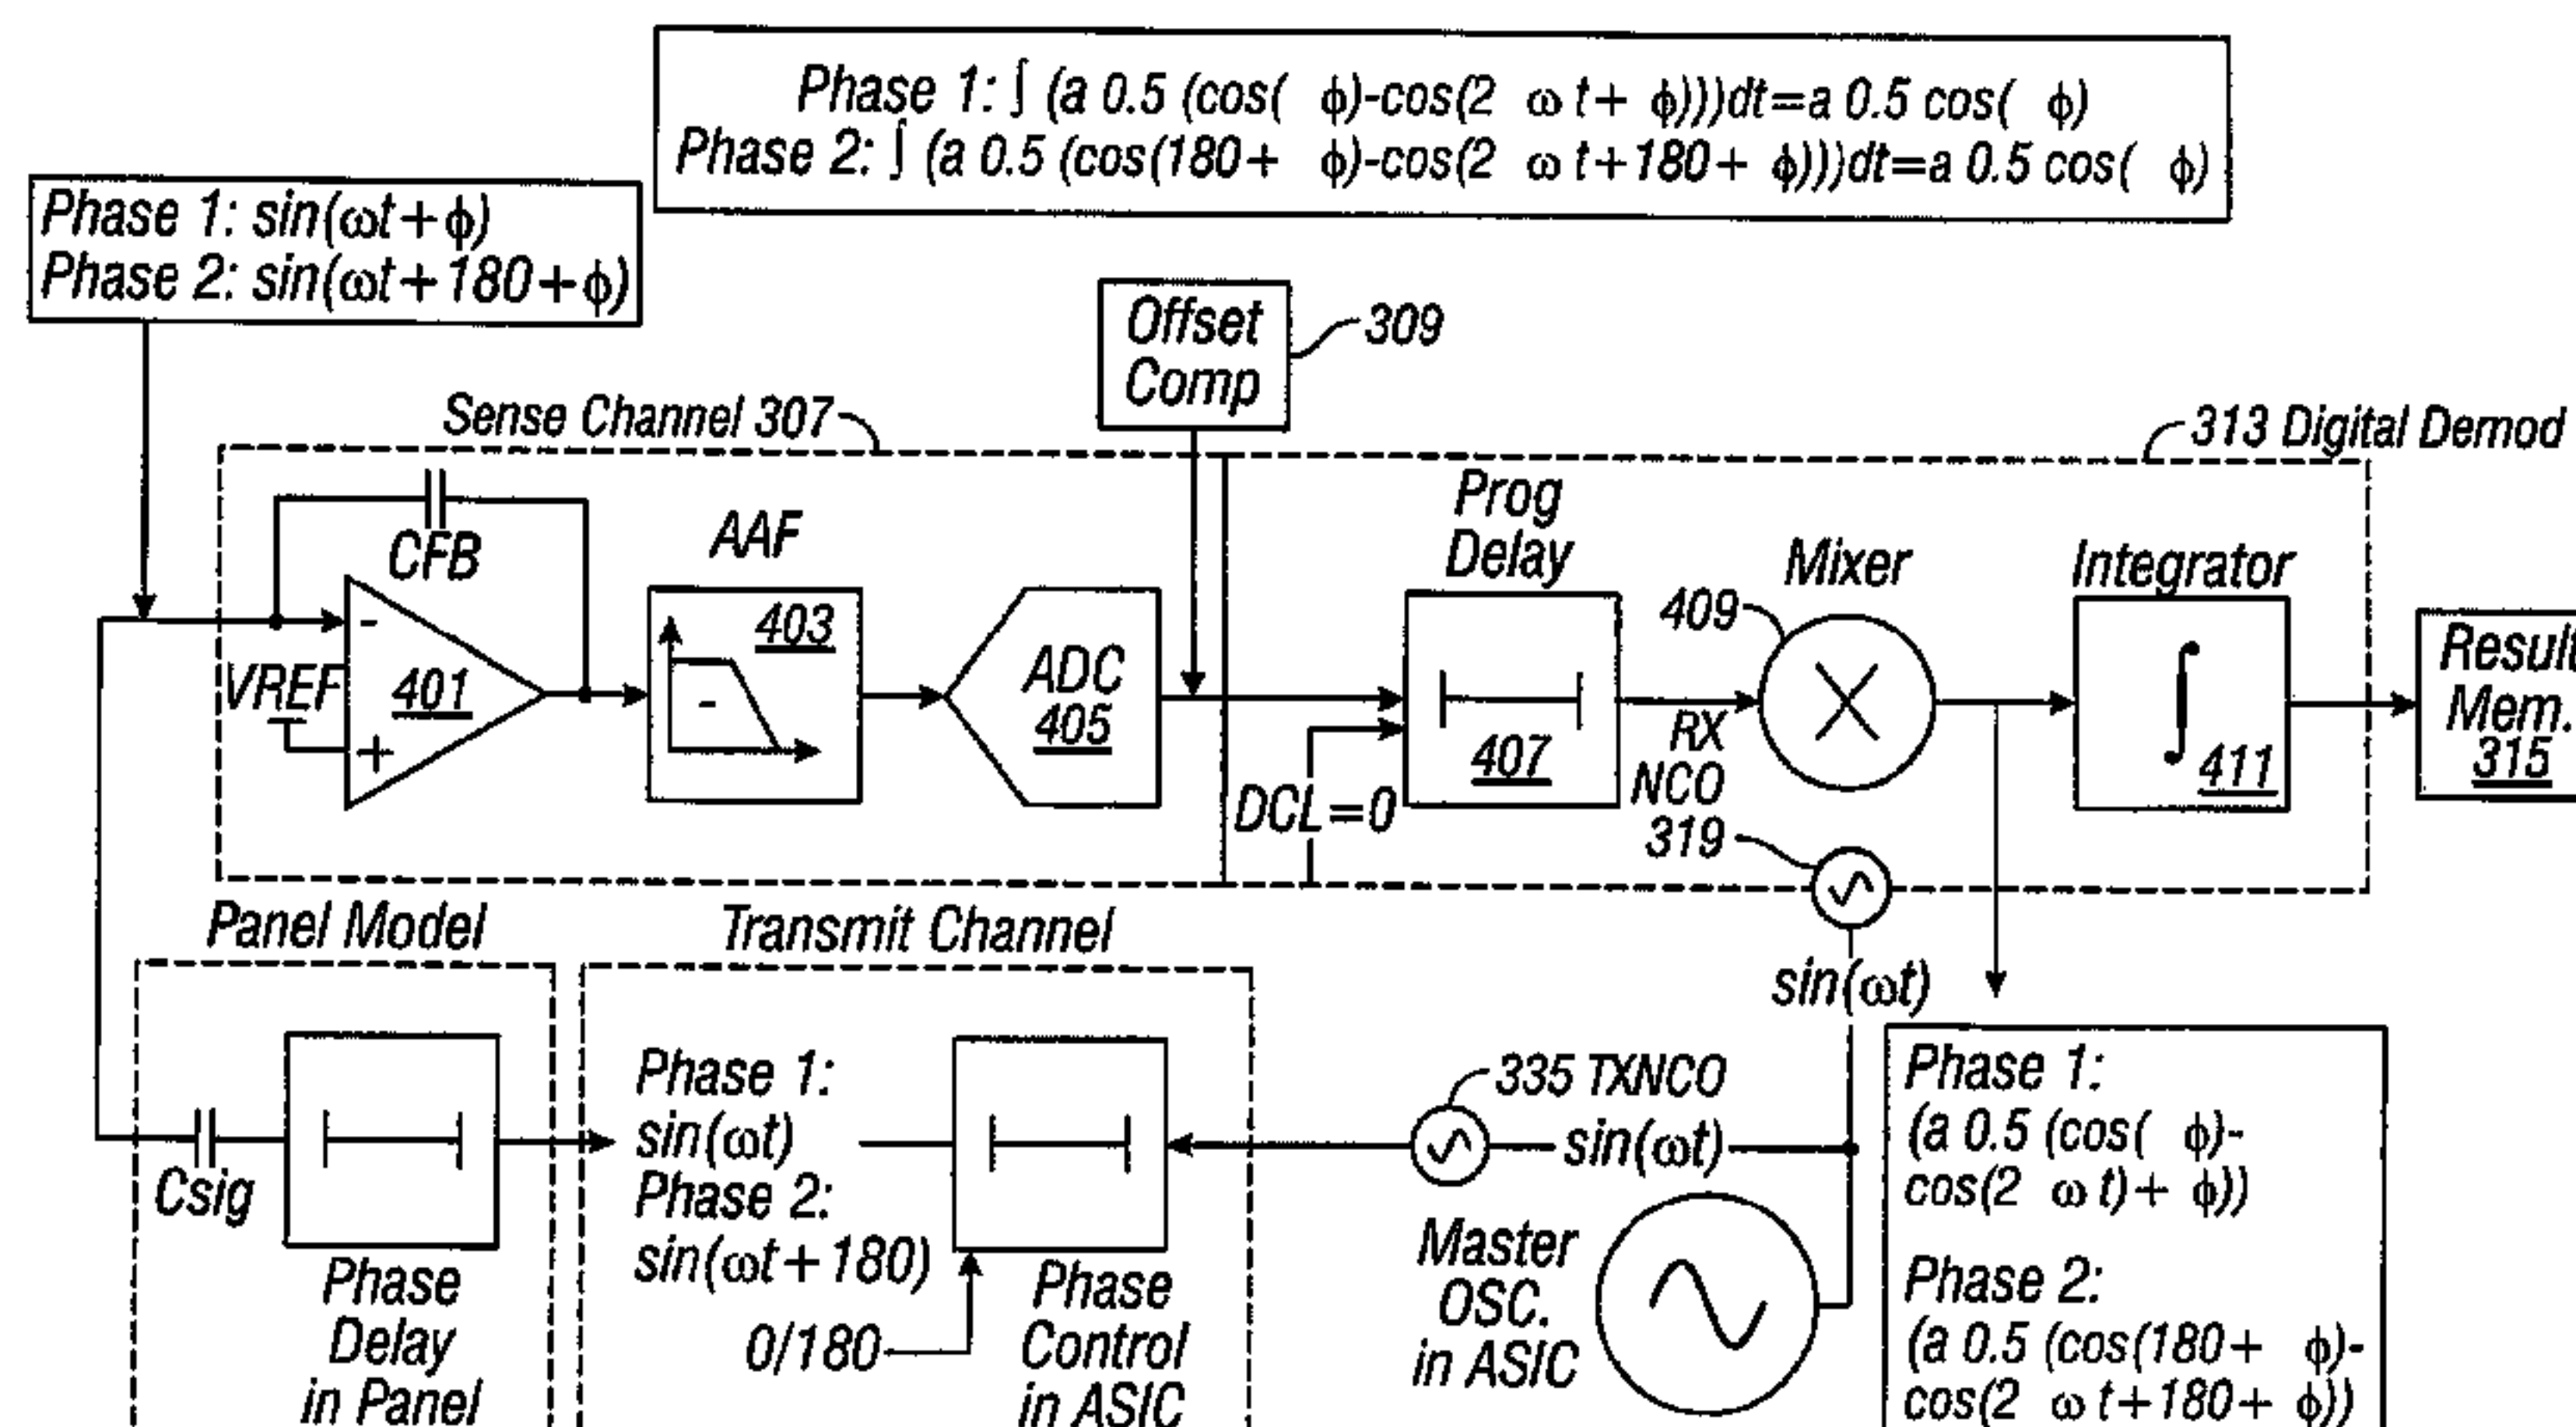 Phase 1: ∫ (a 0.5 (cos( ϕ)-cos(2 ω t+ ϕ)))dt=a 0.5 cos( ϕ)
Phase 2: ∫ (a 0.5 (cos(180+ ϕ)-cos(2 ω t+180+ ϕ)))dt=a 0.5 cos( ϕ)
Phase 1: sin(ωt+ϕ)
Phase 2: sin(ωt+180+ϕ)
Offset
Comp
309
Sense Channel 307
313 Digital Demod
CFB
AAF
Prog
Delay
Mixer
Integrator
VREF
-
+
401
403
-
ADC
405
DCL=0
407
409
RX
NCO
319
411
Result
Mem.
315
Panel Model
Transmit Channel
sin(ωt)
Csig
Phase
Delay
in Panel
Phase 1:
sin(ωt)
Phase 2:
sin(ωt+180)
0/180
Phase
Control
in ASIC
335 TXNCO
sin(ωt)
Master
OSC.
in ASIC
Phase 1:
(a 0.5 (cos( ϕ)-
cos(2 ω t)+ ϕ))
Phase 2:
(a 0.5 (cos(180+ ϕ)-
cos(2 ω t+180+ ϕ))